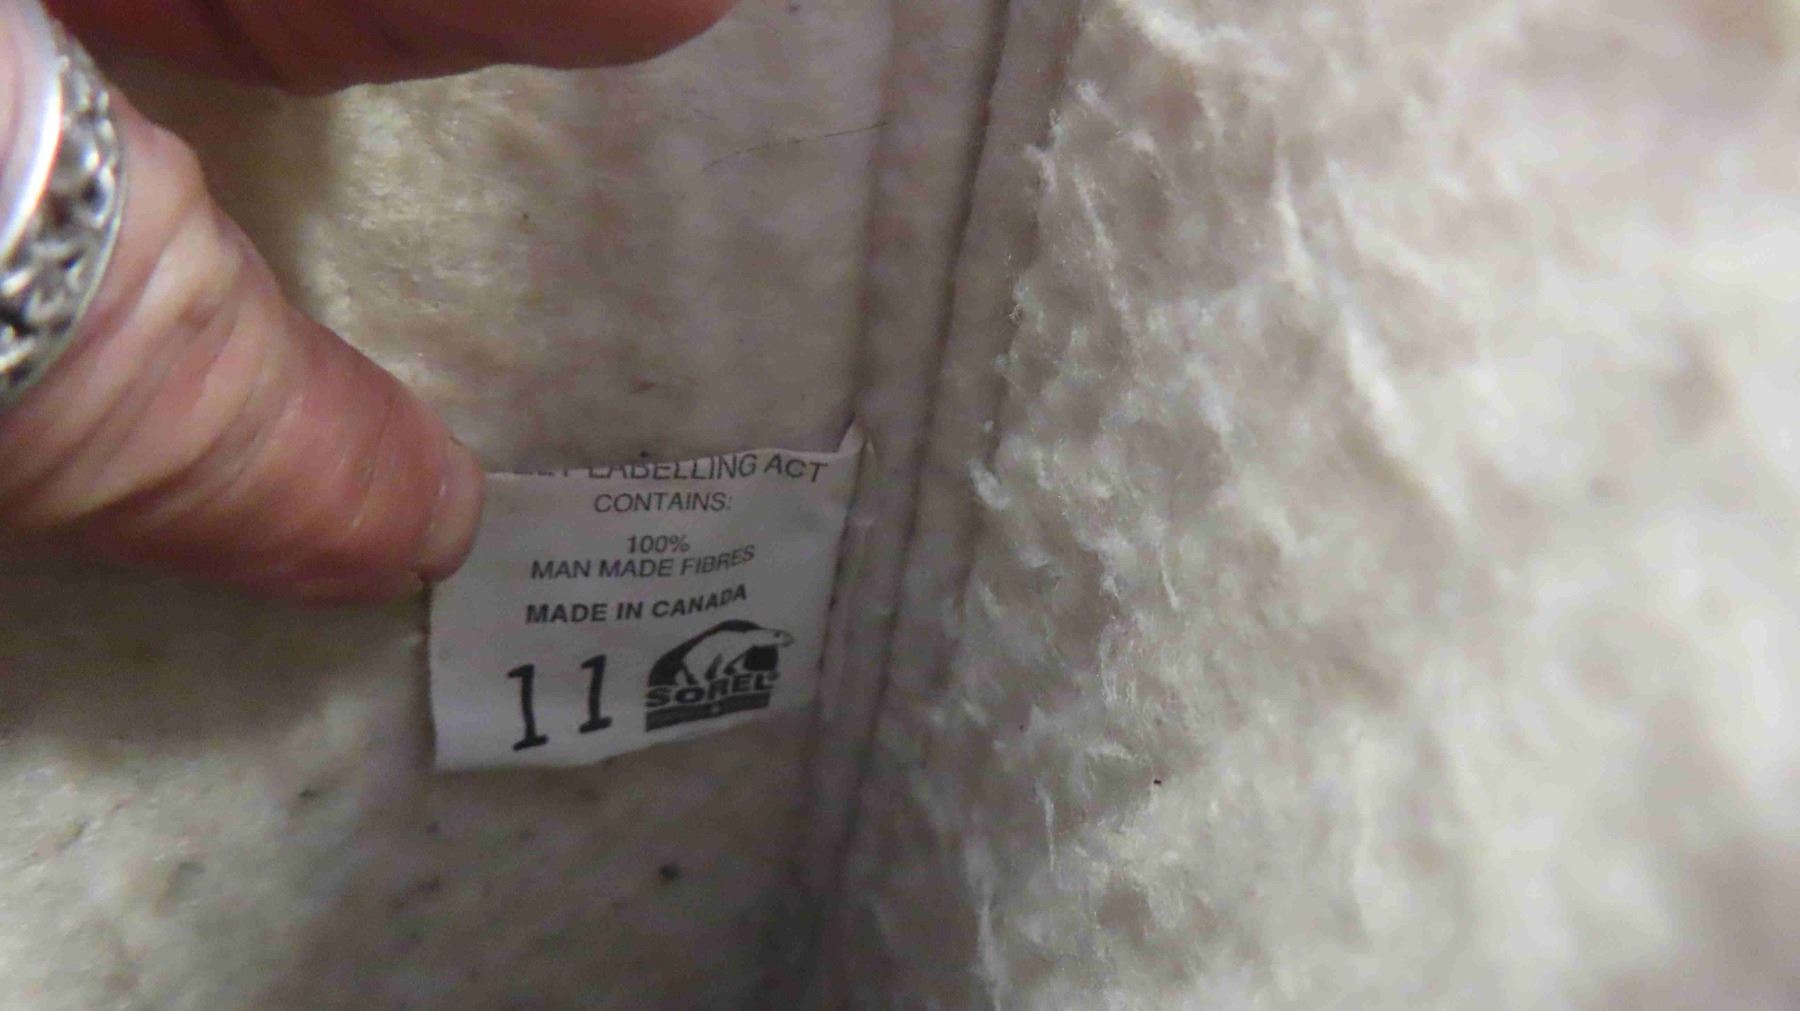 LABELLING ACT
CONTAINS:
100%
MAN MADE FIBRES
MADE IN CANADA
11
SOREL